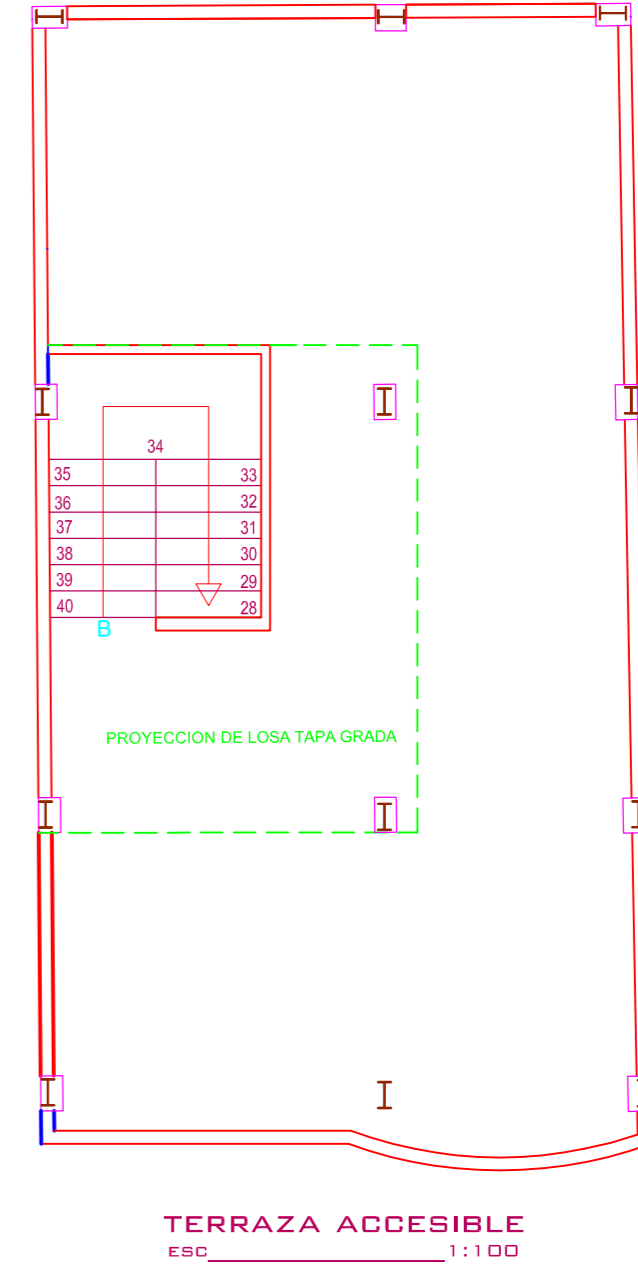 34
35 33
36 32
37 31
38 30
39 29
40 28
B
PROYECCION DE LOSA TAPA GRADA
TERRAZA ACCESIBLE
ESC 1:100